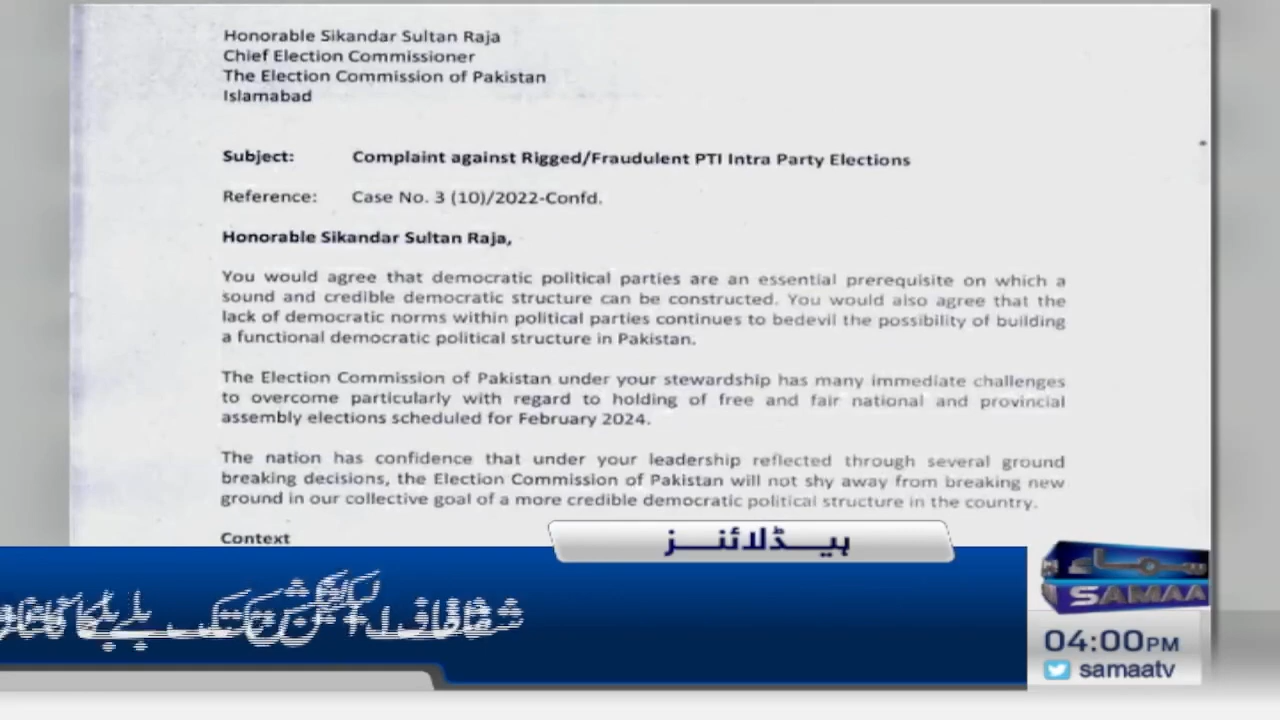 Honorable Sikandar Sultan Raja
Chief Election Commissioner
The Election Commission of Pakistan
Islamabad
Subject: Complaint against Rigged/Fraudulent PTI Intra Party Elections
Reference: Case No. 3 (10)/2022-Confd.
Honorable Sikandar Sultan Raja,
You would agree that democratic political parties are an essential prerequisite on which a
sound and credible democratic structure can be constructed. You would also agree that the
lack of democratic norms within political parties continues to bedevil the possibility of building
a functional democratic political structure in Pakistan.
The Election Commission of Pakistan under your stewardship has many immediate challenges
to overcome particularly with regard to holding of free and fair national and provincial
assembly elections scheduled for February 2024.
The nation has confidence that under your leadership reflected through several ground
breaking decisions, the Election Commission of Pakistan will not shy away from breaking new
ground in our collective goal of a more credible democratic political structure in the country.
Context
ہیڈلائنز
سماء
SAMAA
04:00PM
samaatv